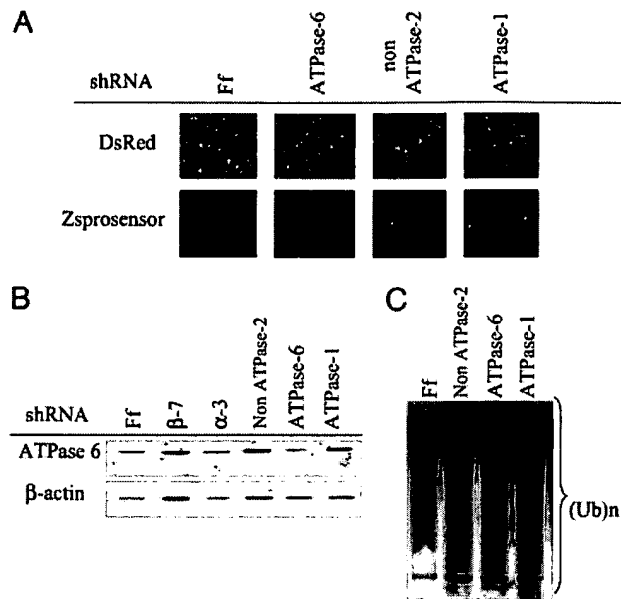 A
shRNA
Ff
ATPase-6
non
ATPase-2
ATPase-1
DsRed
Zsprosensor
B
shRNA
Ff
β-7
α-3
Non ATPase-2
ATPase-6
ATPase-1
ATPase 6
β-actin
C
Ff
Non ATPase-2
ATPase-6
ATPase-1
(Ub)n